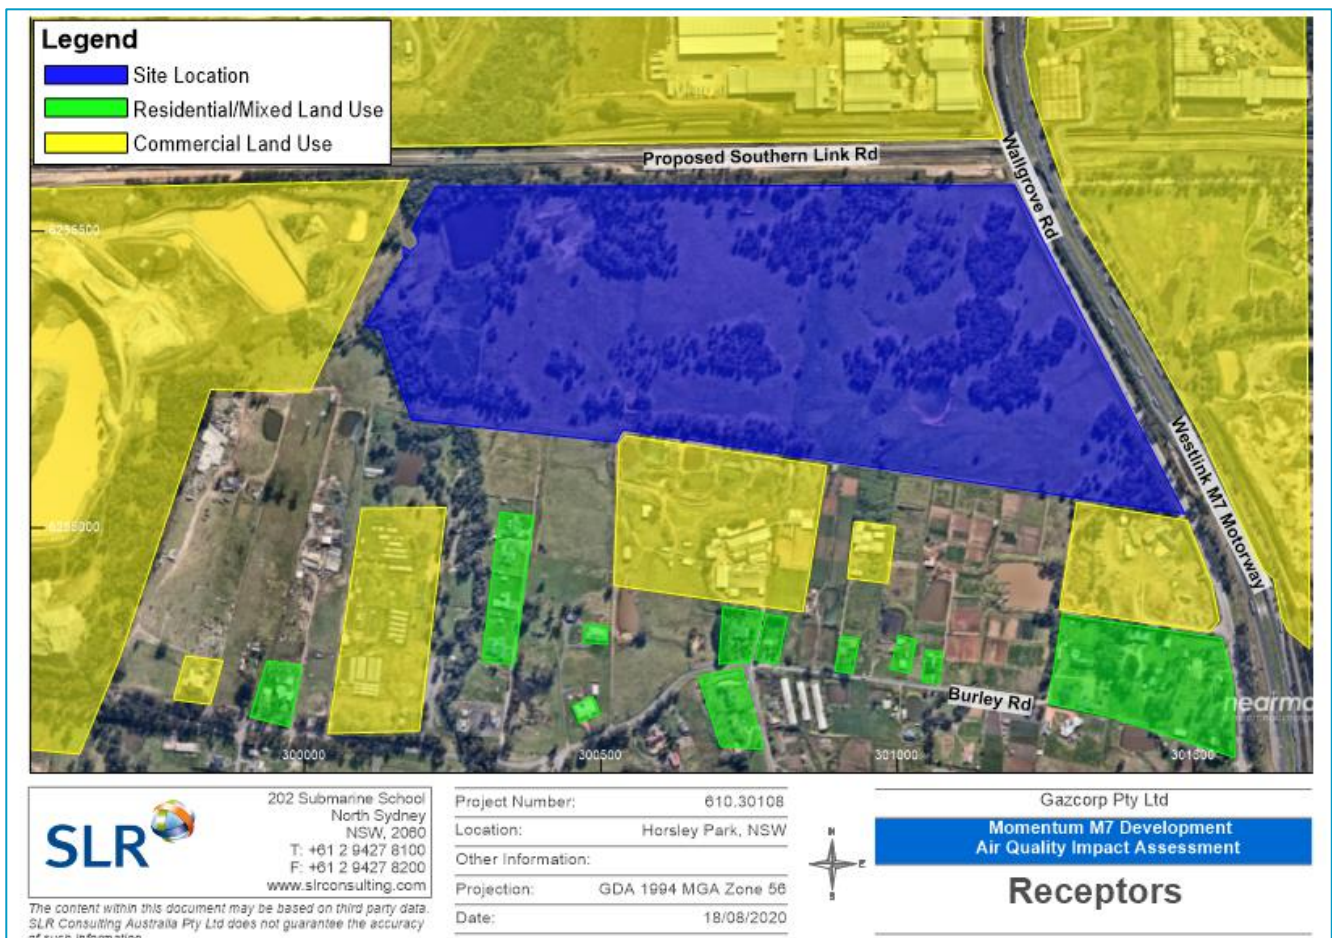 Legend
Site Location
Residential/Mixed Land Use
Commercial Land Use
Proposed Southern Link Rd
Wallgrove Rd
Westlink M7 Motorway
Burley Rd
6255000
300000
300500
301000
301500
SLR
202 Submarine School
North Sydney
NSW, 2060
T: +61 2 9427 8100
F: +61 2 9427 8200
www.slrconsulting.com
The content within this document may be based on third party data.
SLR Consulting Australia Pty Ltd does not guarantee the accuracy
of such information
Project Number: 610.30108
Location: Horsley Park, NSW
Other Information:
Projection: GDA 1994 MGA Zone 56
Date: 18/08/2020
N
E
S
Gazcorp Pty Ltd
Momentum M7 Development
Air Quality Impact Assessment
Receptors